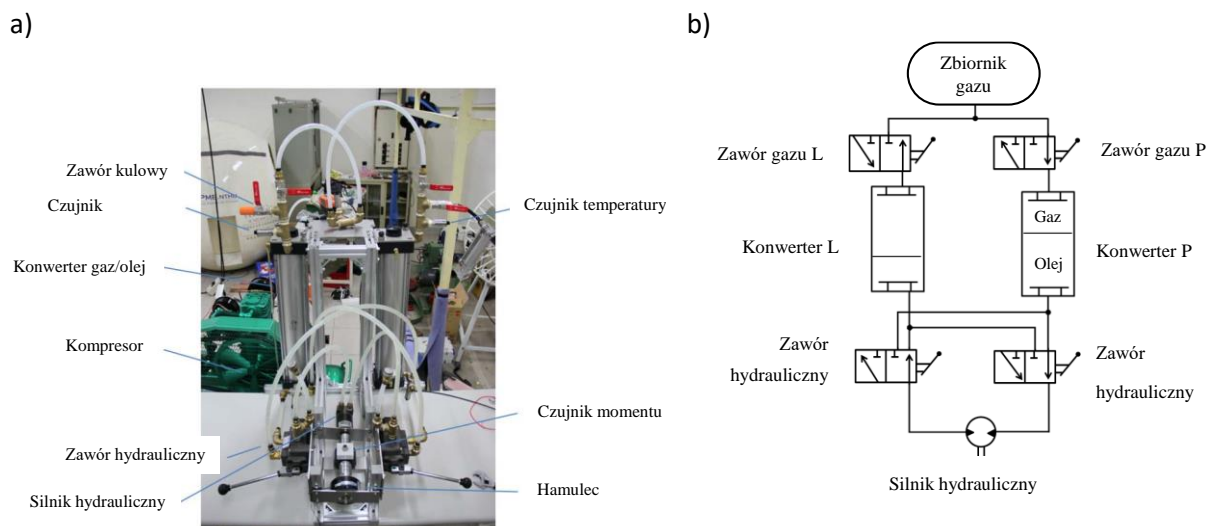 a)
Zawór kulowy
Czujnik
Konwerter gaz/olej
Kompresor
Zawór hydrauliczny
Silnik hydrauliczny
Czujnik temperatury
Czujnik momentu
Hamulec
b)
Zbiornik
gazu
Zawór gazu L
Zawór gazu P
Gaz
Konwerter L
Olej
Konwerter P
Zawór
hydrauliczny
Zawór
hydrauliczny
Silnik hydrauliczny